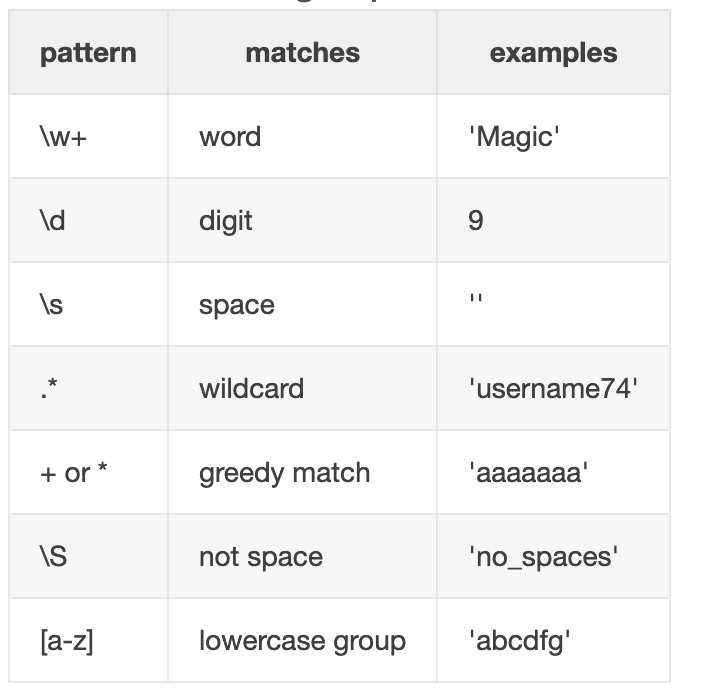 pattern matches examples
\w+ word 'Magic'
\d digit 9
\s space ''
.* wildcard 'username74'
+ or * greedy match 'aaaaaaa'
\S not space 'no_spaces'
[a-z] lowercase group 'abcdfg'